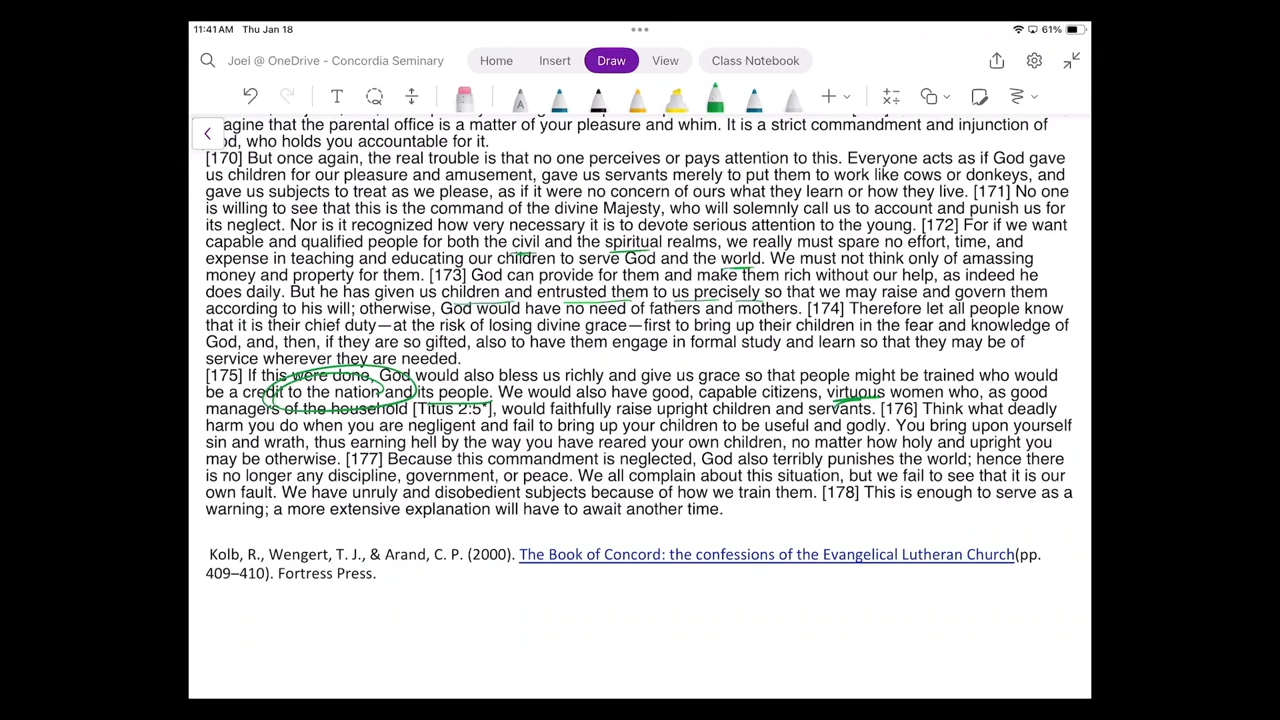 11:41 AM Thu Jan 18
61%
Joel @ OneDrive - Concordia Seminary
Home Insert Draw View Class Notebook
imagine that the parental office is a matter of your pleasure and whim. It is a strict commandment and injunction of
God, who holds you accountable for it.
[170] But once again, the real trouble is that no one perceives or pays attention to this. Everyone acts as if God gave
us children for our pleasure and amusement, gave us servants merely to put them to work like cows or donkeys, and
gave us subjects to treat as we please, as if it were no concern of ours what they learn or how they live. [171] No one
is willing to see that this is the command of the divine Majesty, who will solemnly call us to account and punish us for
its neglect. Nor is it recognized how very necessary it is to devote serious attention to the young. [172] For if we want
capable and qualified people for both the civil and the spiritual realms, we really must spare no effort, time, and
expense in teaching and educating our children to serve God and the world. We must not think only of amassing
money and property for them. [173] God can provide for them and make them rich without our help, as indeed he
does daily. But he has given us children and entrusted them to us precisely so that we may raise and govern them
according to his will; otherwise, God would have no need of fathers and mothers. [174] Therefore let all people know
that it is their chief duty—at the risk of losing divine grace—first to bring up their children in the fear and knowledge of
God, and, then, if they are so gifted, also to have them engage in formal study and learn so that they may be of
service wherever they are needed.
[175] If this were done, God would also bless us richly and give us grace so that people might be trained who would
be a credit to the nation and its people. We would also have good, capable citizens, virtuous women who, as good
managers of the household [Titus 2:5*], would faithfully raise upright children and servants. [176] Think what deadly
harm you do when you are negligent and fail to bring up your children to be useful and godly. You bring upon yourself
sin and wrath, thus earning hell by the way you have reared your own children, no matter how holy and upright you
may be otherwise. [177] Because this commandment is neglected, God also terribly punishes the world; hence there
is no longer any discipline, government, or peace. We all complain about this situation, but we fail to see that it is our
own fault. We have unruly and disobedient subjects because of how we train them. [178] This is enough to serve as a
warning; a more extensive explanation will have to await another time.
Kolb, R., Wengert, T. J., & Arand, C. P. (2000). The Book of Concord: the confessions of the Evangelical Lutheran Church(pp.
409–410). Fortress Press.